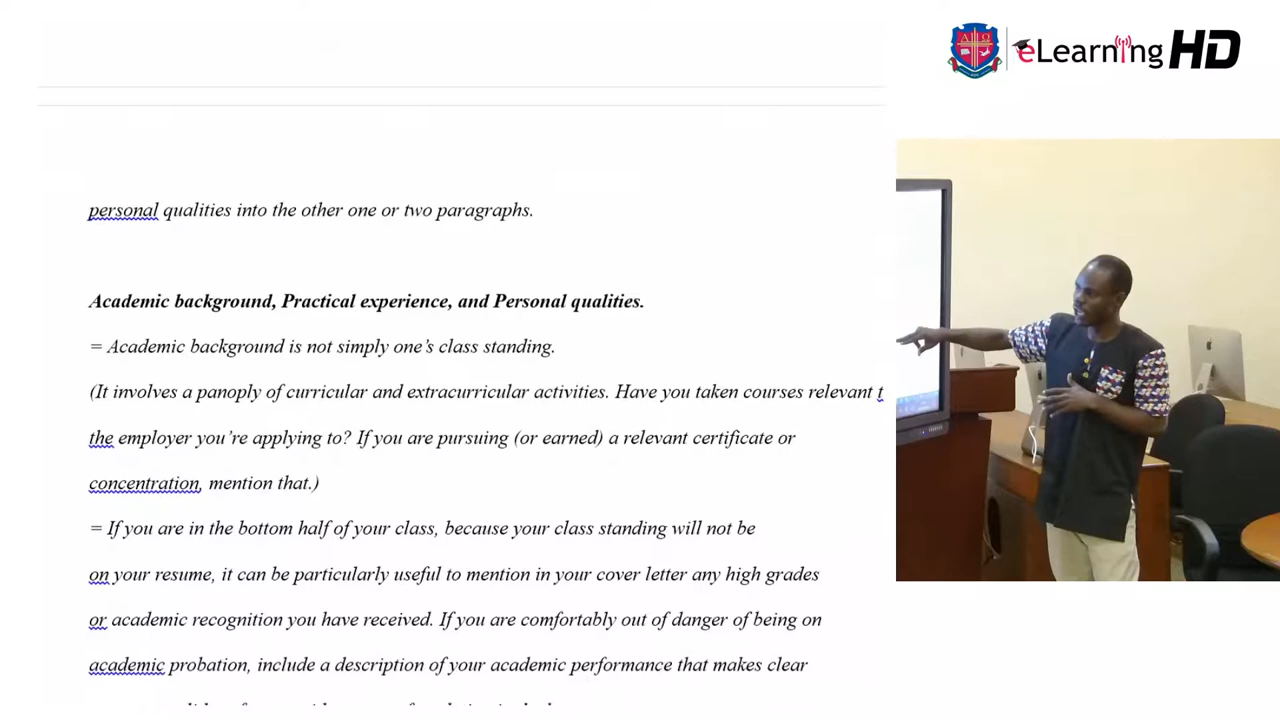 ΑΩ
eLearning HD
personal qualities into the other one or two paragraphs.
Academic background, Practical experience, and Personal qualities.
= Academic background is not simply one’s class standing.
(It involves a panoply of curricular and extracurricular activities. Have you taken courses relevant t
the employer you’re applying to? If you are pursuing (or earned) a relevant certificate or
concentration, mention that.)
= If you are in the bottom half of your class, because your class standing will not be
on your resume, it can be particularly useful to mention in your cover letter any high grades
or academic recognition you have received. If you are comfortably out of danger of being on
academic probation, include a description of your academic performance that makes clear